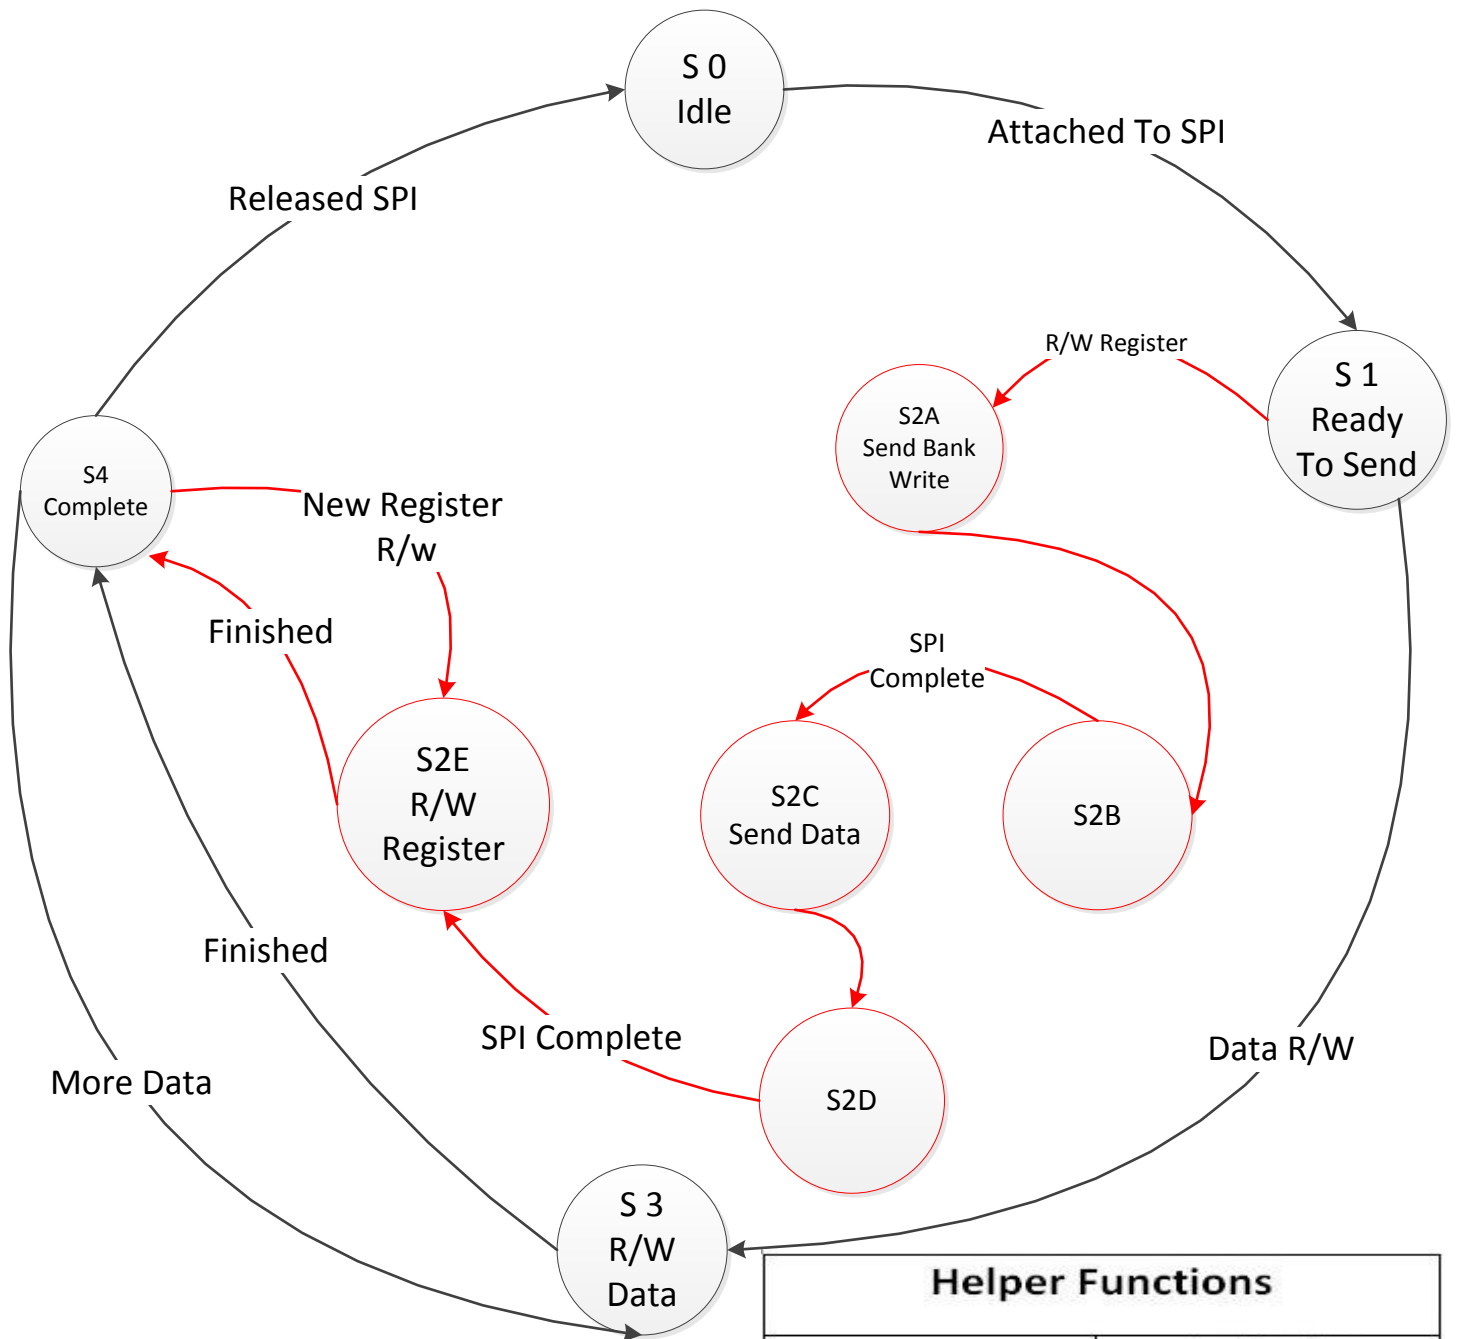 S 0
Idle
Attached To SPI
Released SPI
R/W Register
S 1
Ready
To Send
S2A
Send Bank
Write
S4
Complete
New Register
R/w
Finished
SPI
Complete
S2E
R/W
Register
S2C
Send Data
S2B
Finished
SPI Complete
Data R/W
More Data
S2D
S 3
R/W
Data
Helper Functions